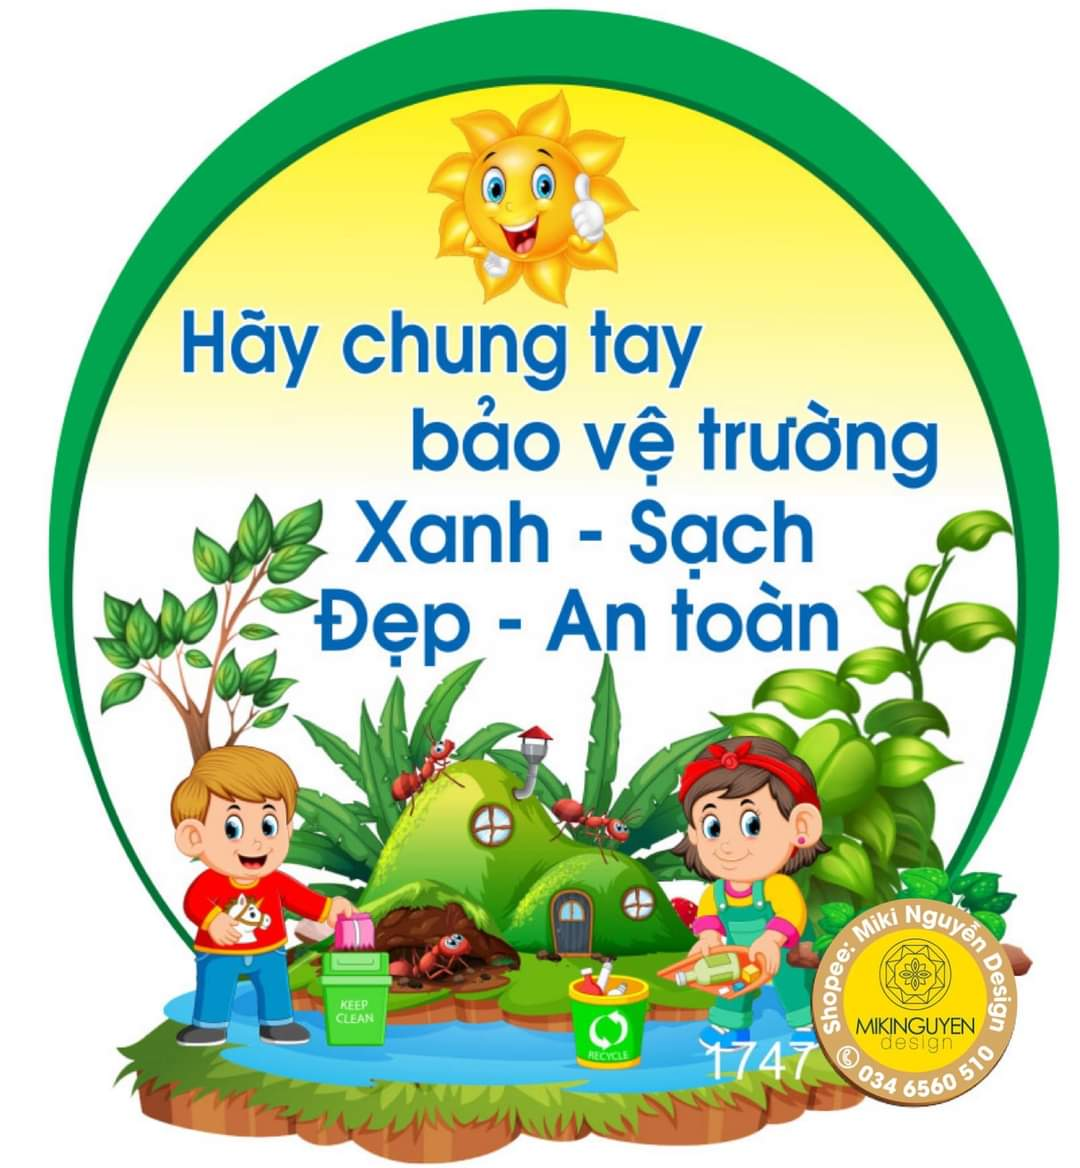 Hãy chung tay
bảo vệ trường
Xanh - Sạch
Đẹp - An toàn
KEEP
CLEAN
RECYCLE
1747
Shopee: Miki Nguyễn Design
MIKINGUYEN
design
034 6560 510